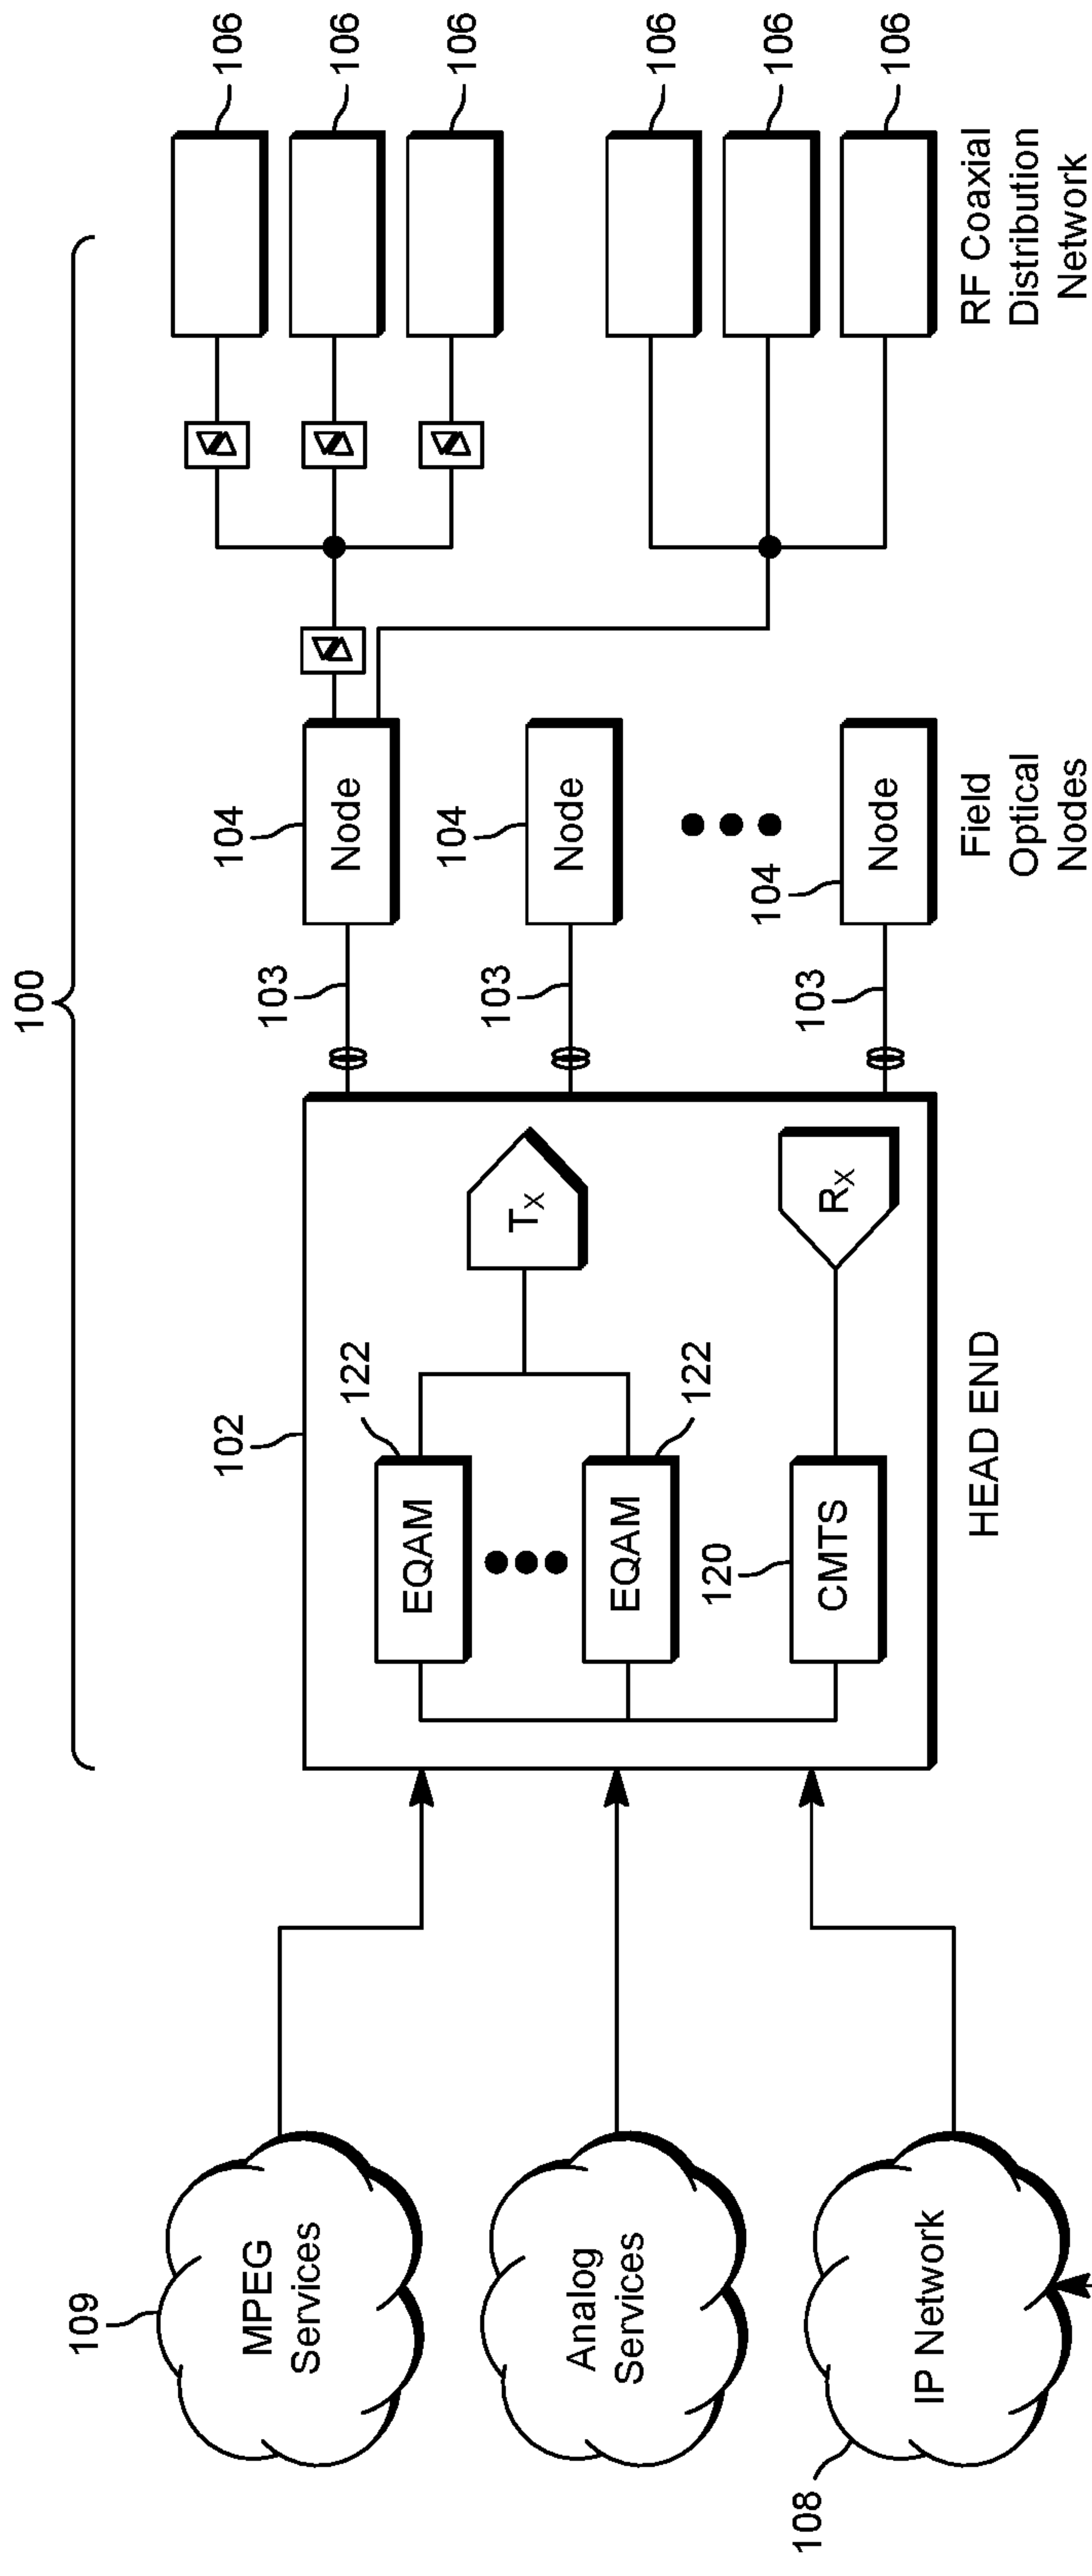 100
109
MPEG
Services
Analog
Services
108
IP Network
102
EQAM
122
EQAM
122
120
CMTS
TX
RX
HEAD END
103
103
103
104
Node
104
Node
104
Node
Field
Optical
Nodes
106
106
106
106
106
106
RF Coaxial
Distribution
Network